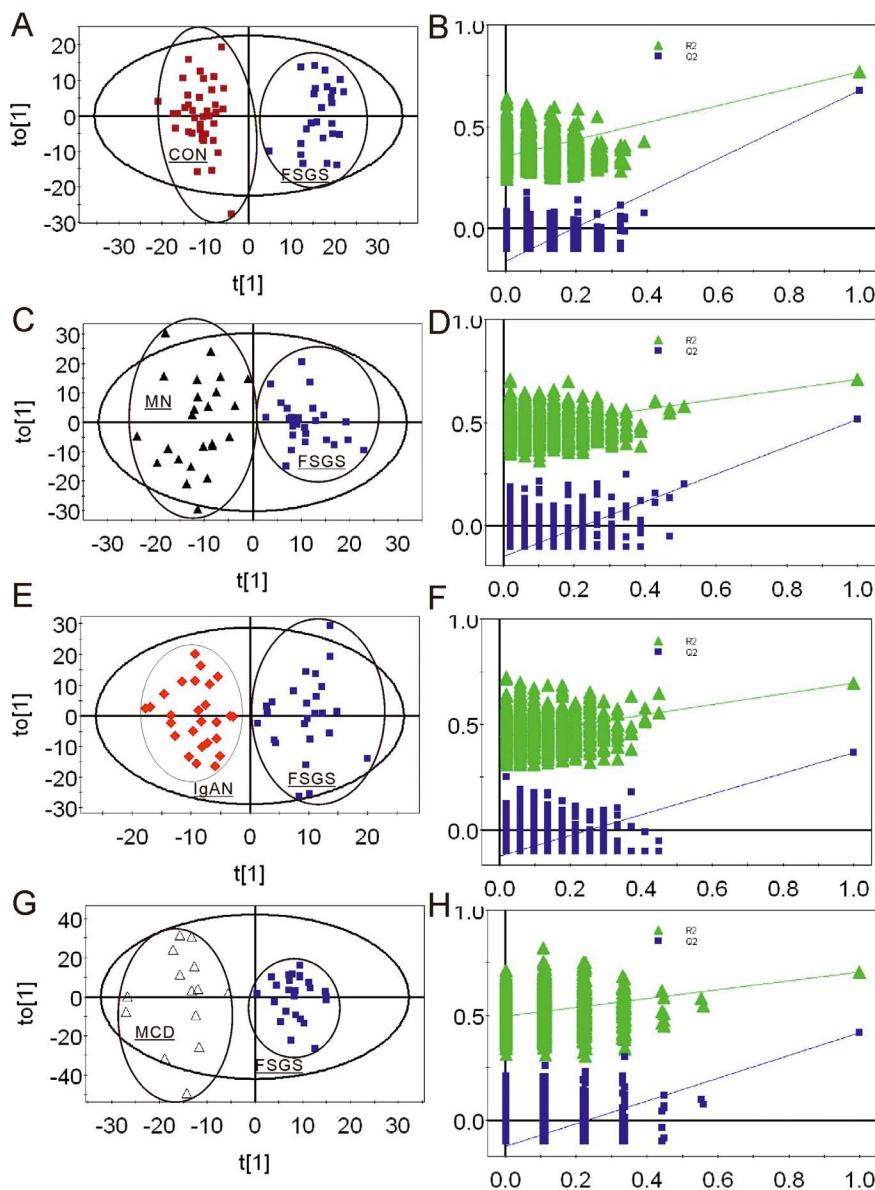 A
to[1]
20
10
0
-10
-20
-30
CON
FSGS
-30 -20 -10 0 10 20 30
t[1]
B
R2
Q2
0.5
0.0
0.0 0.2 0.4 0.6 0.8 1.0
C
to[1]
30
20
10
0
-10
-20
-30
MN
FSGS
-30 -20 -10 0 10 20 30
t[1]
D
1.0
R2
Q2
0.5
0.0
0.0 0.2 0.4 0.6 0.8 1.0
E
to[1]
30
20
10
0
-10
-20
-30
IgAN
FSGS
-20 -10 0 10 20
t[1]
F
1.0
R2
Q2
0.5
0.0
0.0 0.2 0.4 0.6 0.8 1.0
G
to[1]
40
20
0
-20
-40
MCD
FSGS
-30 -20 -10 0 10 20 30
t[1]
H
1.0
R2
Q2
0.5
0.0
0.0 0.2 0.4 0.6 0.8 1.0